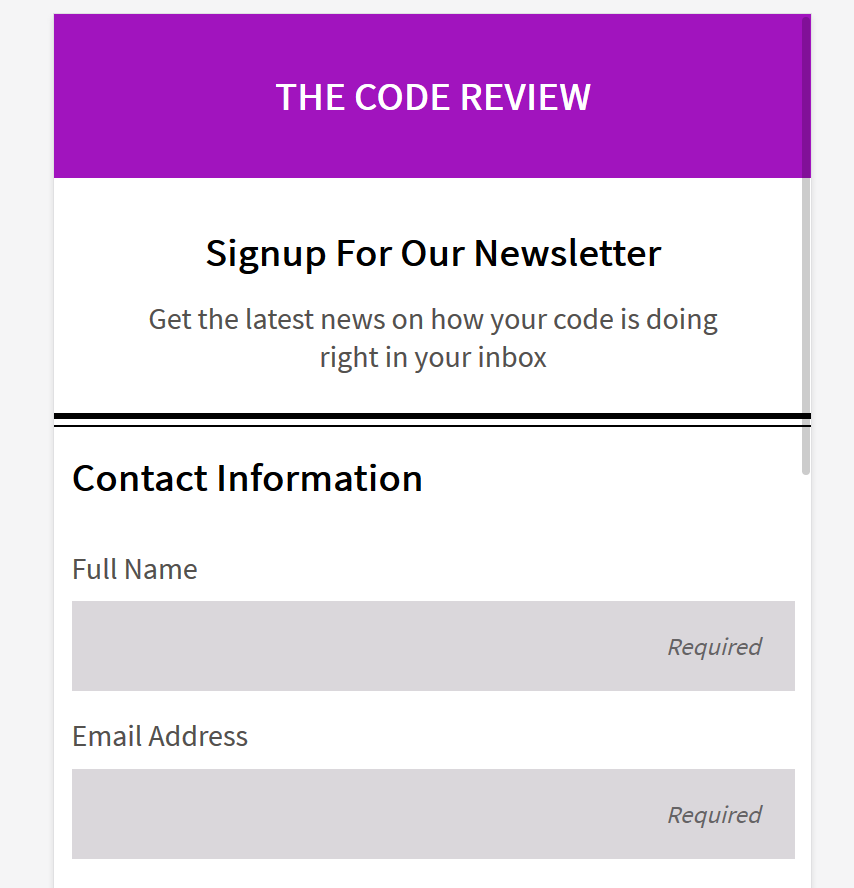 THE CODE REVIEW
Signup For Our Newsletter
Get the latest news on how your code is doing
right in your inbox
Contact Information
Full Name
Required
Email Address
Required